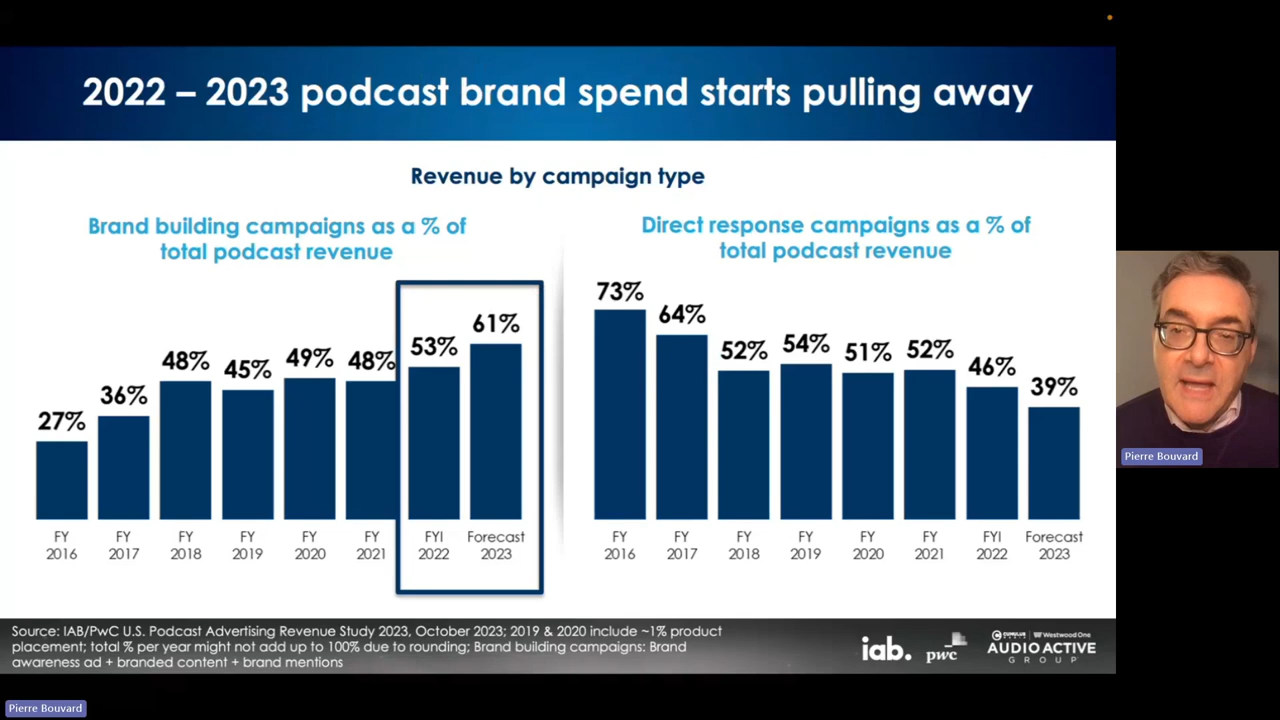 2022 – 2023 podcast brand spend starts pulling away
Revenue by campaign type
Brand building campaigns as a % of
total podcast revenue
27%
36%
48%
45%
49%
48%
53%
61%
FY
2016
FY
2017
FY
2018
FY
2019
FY
2020
FY
2021
FYI
2022
Forecast
2023
Direct response campaigns as a % of
total podcast revenue
73%
64%
52%
54%
51%
52%
46%
39%
FY
2016
FY
2017
FY
2018
FY
2019
FY
2020
FY
2021
FYI
2022
Forecast
2023
Source: IAB/PwC U.S. Podcast Advertising Revenue Study 2023, October 2023; 2019 & 2020 include ~1% product
placement; total % per year might not add up to 100% due to rounding; Brand building campaigns: Brand
awareness ad + branded content + brand mentions
iab.
pwc
CUMULUS MEDIA | Westwood One
AUDIO ACTIVE
GROUP
Pierre Bouvard
Pierre Bouvard